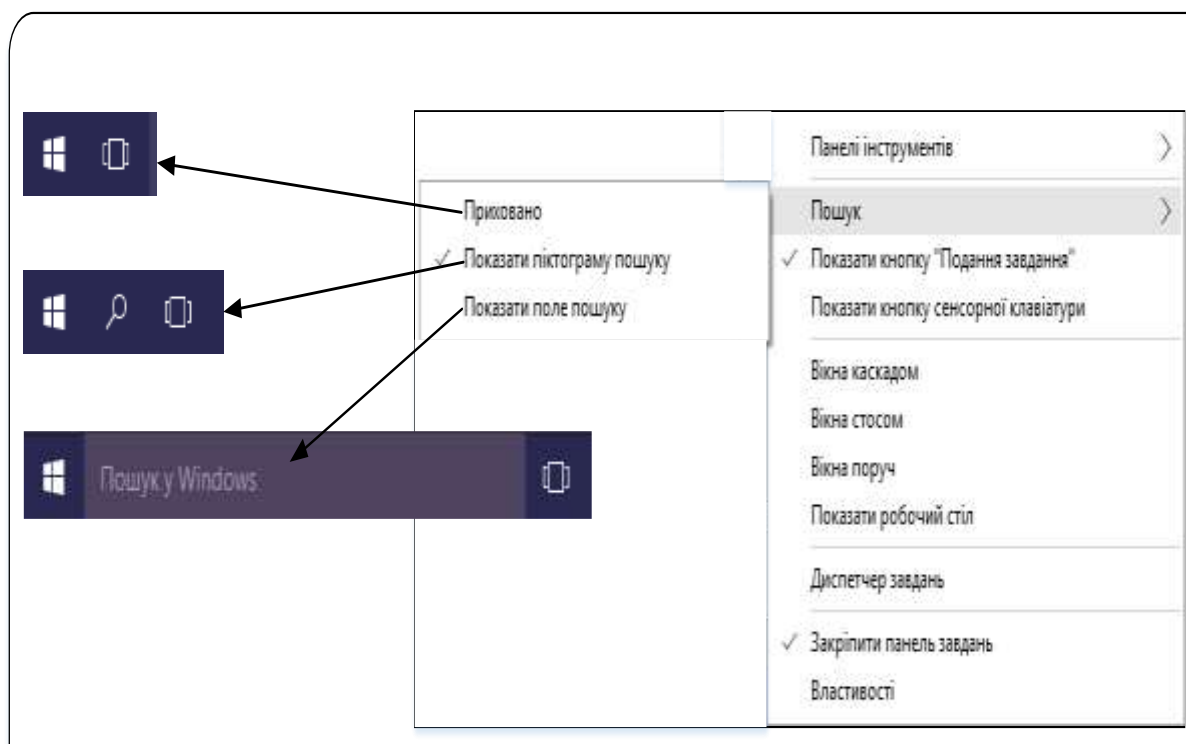 Панелі інструментів
Приховано
Пошук
Показати піктограму пошуку
Показати кнопку "Подання завдання"
Показати поле пошуку
Показати кнопку сенсорної клавіатури
Вікна каскадом
Вікна стосом
Пошук у Windows
Вікна поруч
Показати робочий стіл
Диспетчер завдань
Закріпити панель завдань
Властивості